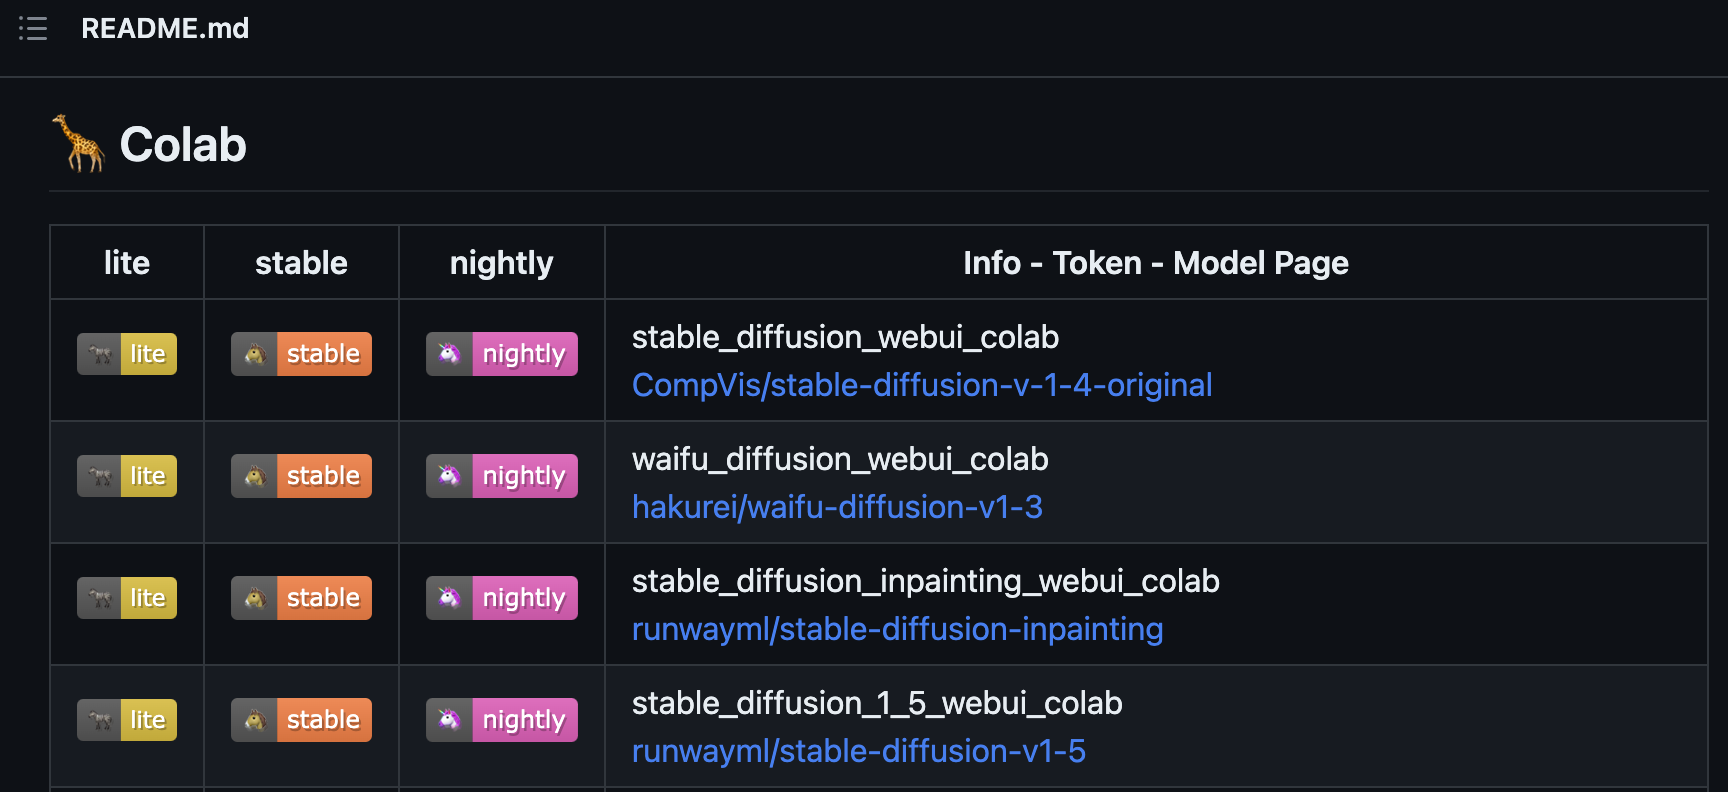 README.md
Colab
lite stable nightly Info - Token - Model Page
lite stable nightly stable_diffusion_webui_colab
CompVis/stable-diffusion-v-1-4-original
lite stable nightly waifu_diffusion_webui_colab
hakurei/waifu-diffusion-v1-3
lite stable nightly stable_diffusion_inpainting_webui_colab
runwayml/stable-diffusion-inpainting
lite stable nightly stable_diffusion_1_5_webui_colab
runwayml/stable-diffusion-v1-5